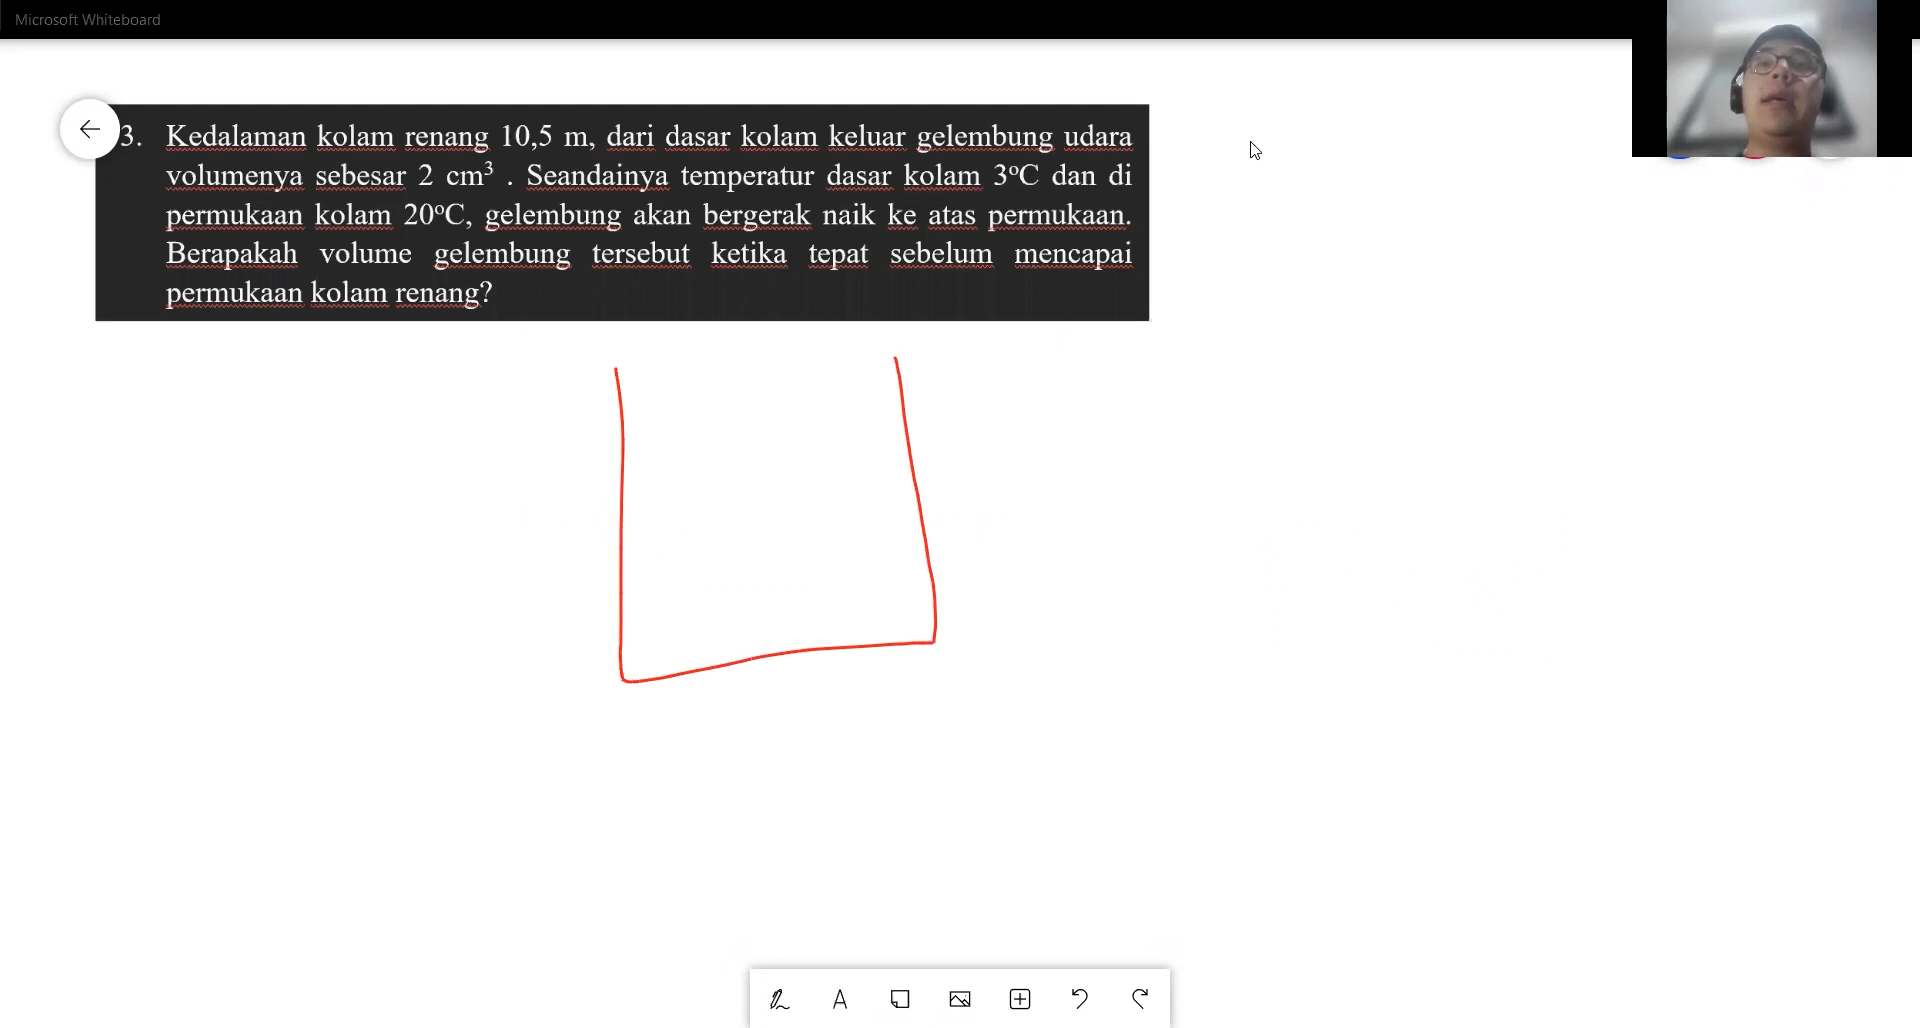 Microsoft Whiteboard
3. Kedalaman kolam renang 10,5 m, dari dasar kolam keluar gelembung udara
volumenya sebesar 2 cm³ . Seandainya temperatur dasar kolam 3ᵒC dan di
permukaan kolam 20ᵒC, gelembung akan bergerak naik ke atas permukaan.
Berapakah volume gelembung tersebut ketika tepat sebelum mencapai
permukaan kolam renang?